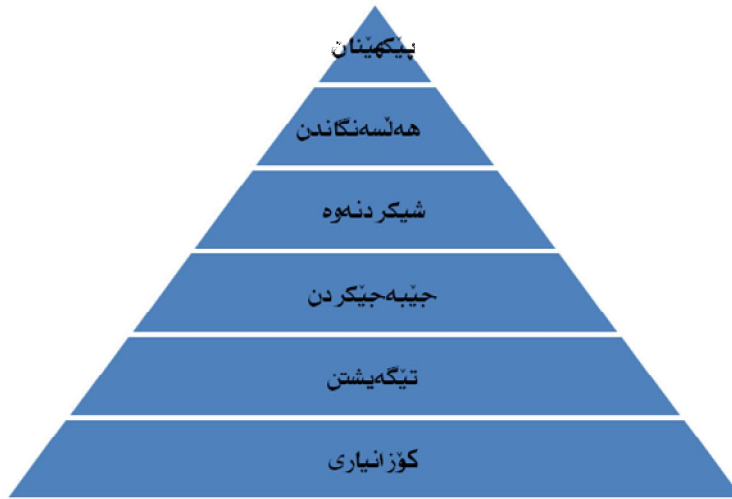 پێکهێنان
هەڵسەنگاندن
شیکردنەوە
جێبەجێکردن
تێگەیشتن
کۆزانیاری